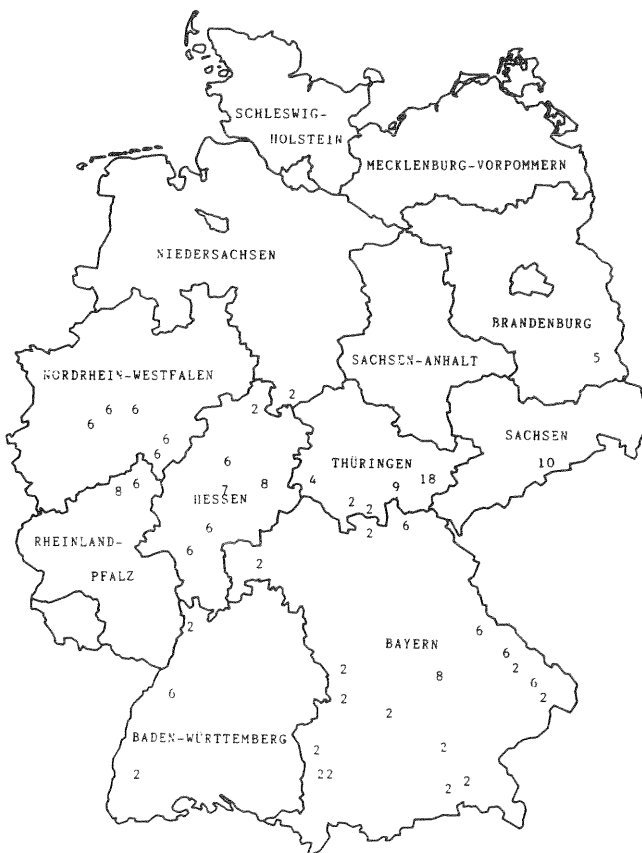 SCHLESWIG-
HOLSTEIN
MECKLENBURG-VORPOMMERN
NIEDERSACHSEN
BRANDENBURG
5
NORDRHEIN-WESTFALEN
SACHSEN-ANHALT
2
2
6 6
6
SACHSEN
6
6
6
THÜRINGEN
10
8 6
HESSEN
7 8
4
9 18
2
2
6
2
6
6
RHEINLAND-
PFALZ
2
2
BAYERN
6
6
2
2
8
6
2
6
2
2
BADEN-WÜRTTEMBERG
2
2
2
22
2
2